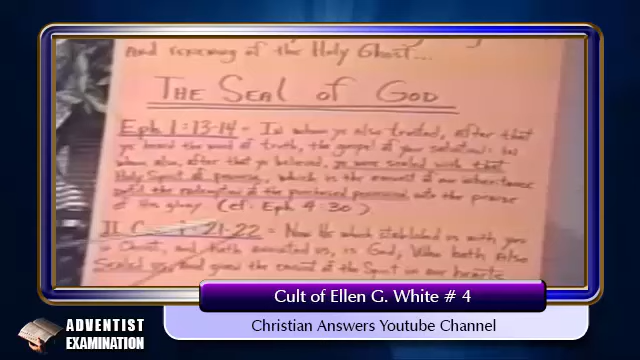 and renewing of the Holy Ghost...
The Seal of God
Eph 1:13-14 - In whom ye also trusted, after that
ye heard the word of truth, the gospel of your salvation: in
whom also, after that ye believed, ye were sealed with that
Holy Spirit of promise, which is the earnest of our inheritance
until the redemption of the purchased possession, unto the praise
of His glory (cf. Eph 4:30)
II 21-22 = Now He which stablished us with you
Christ, and hath anointed us, is God, Who hath also
Sealed us, and given the earnest of the Spirit in our hearts
Cult of Ellen G. White # 4
Christian Answers Youtube Channel
ADVENTIST
EXAMINATION